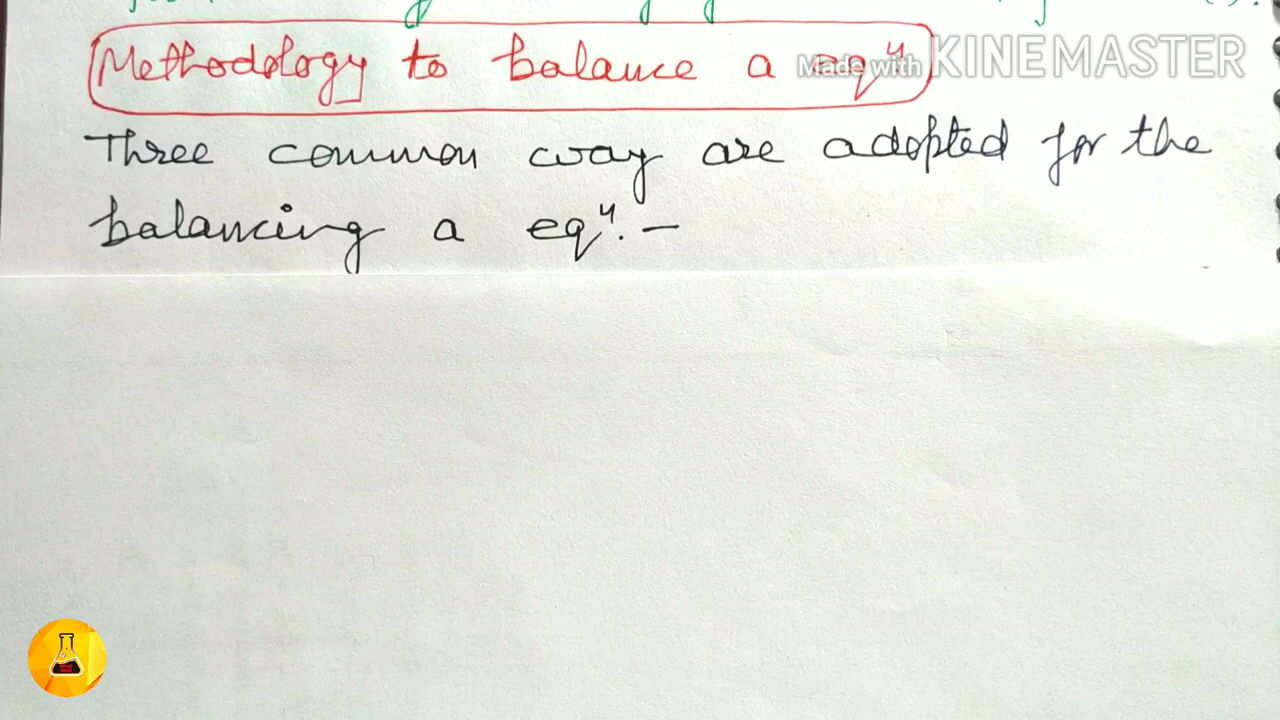 Methodology to balance a eqⁿ
Made with KINEMASTER
Three common way are adopted for the
balancing a eqⁿ. —